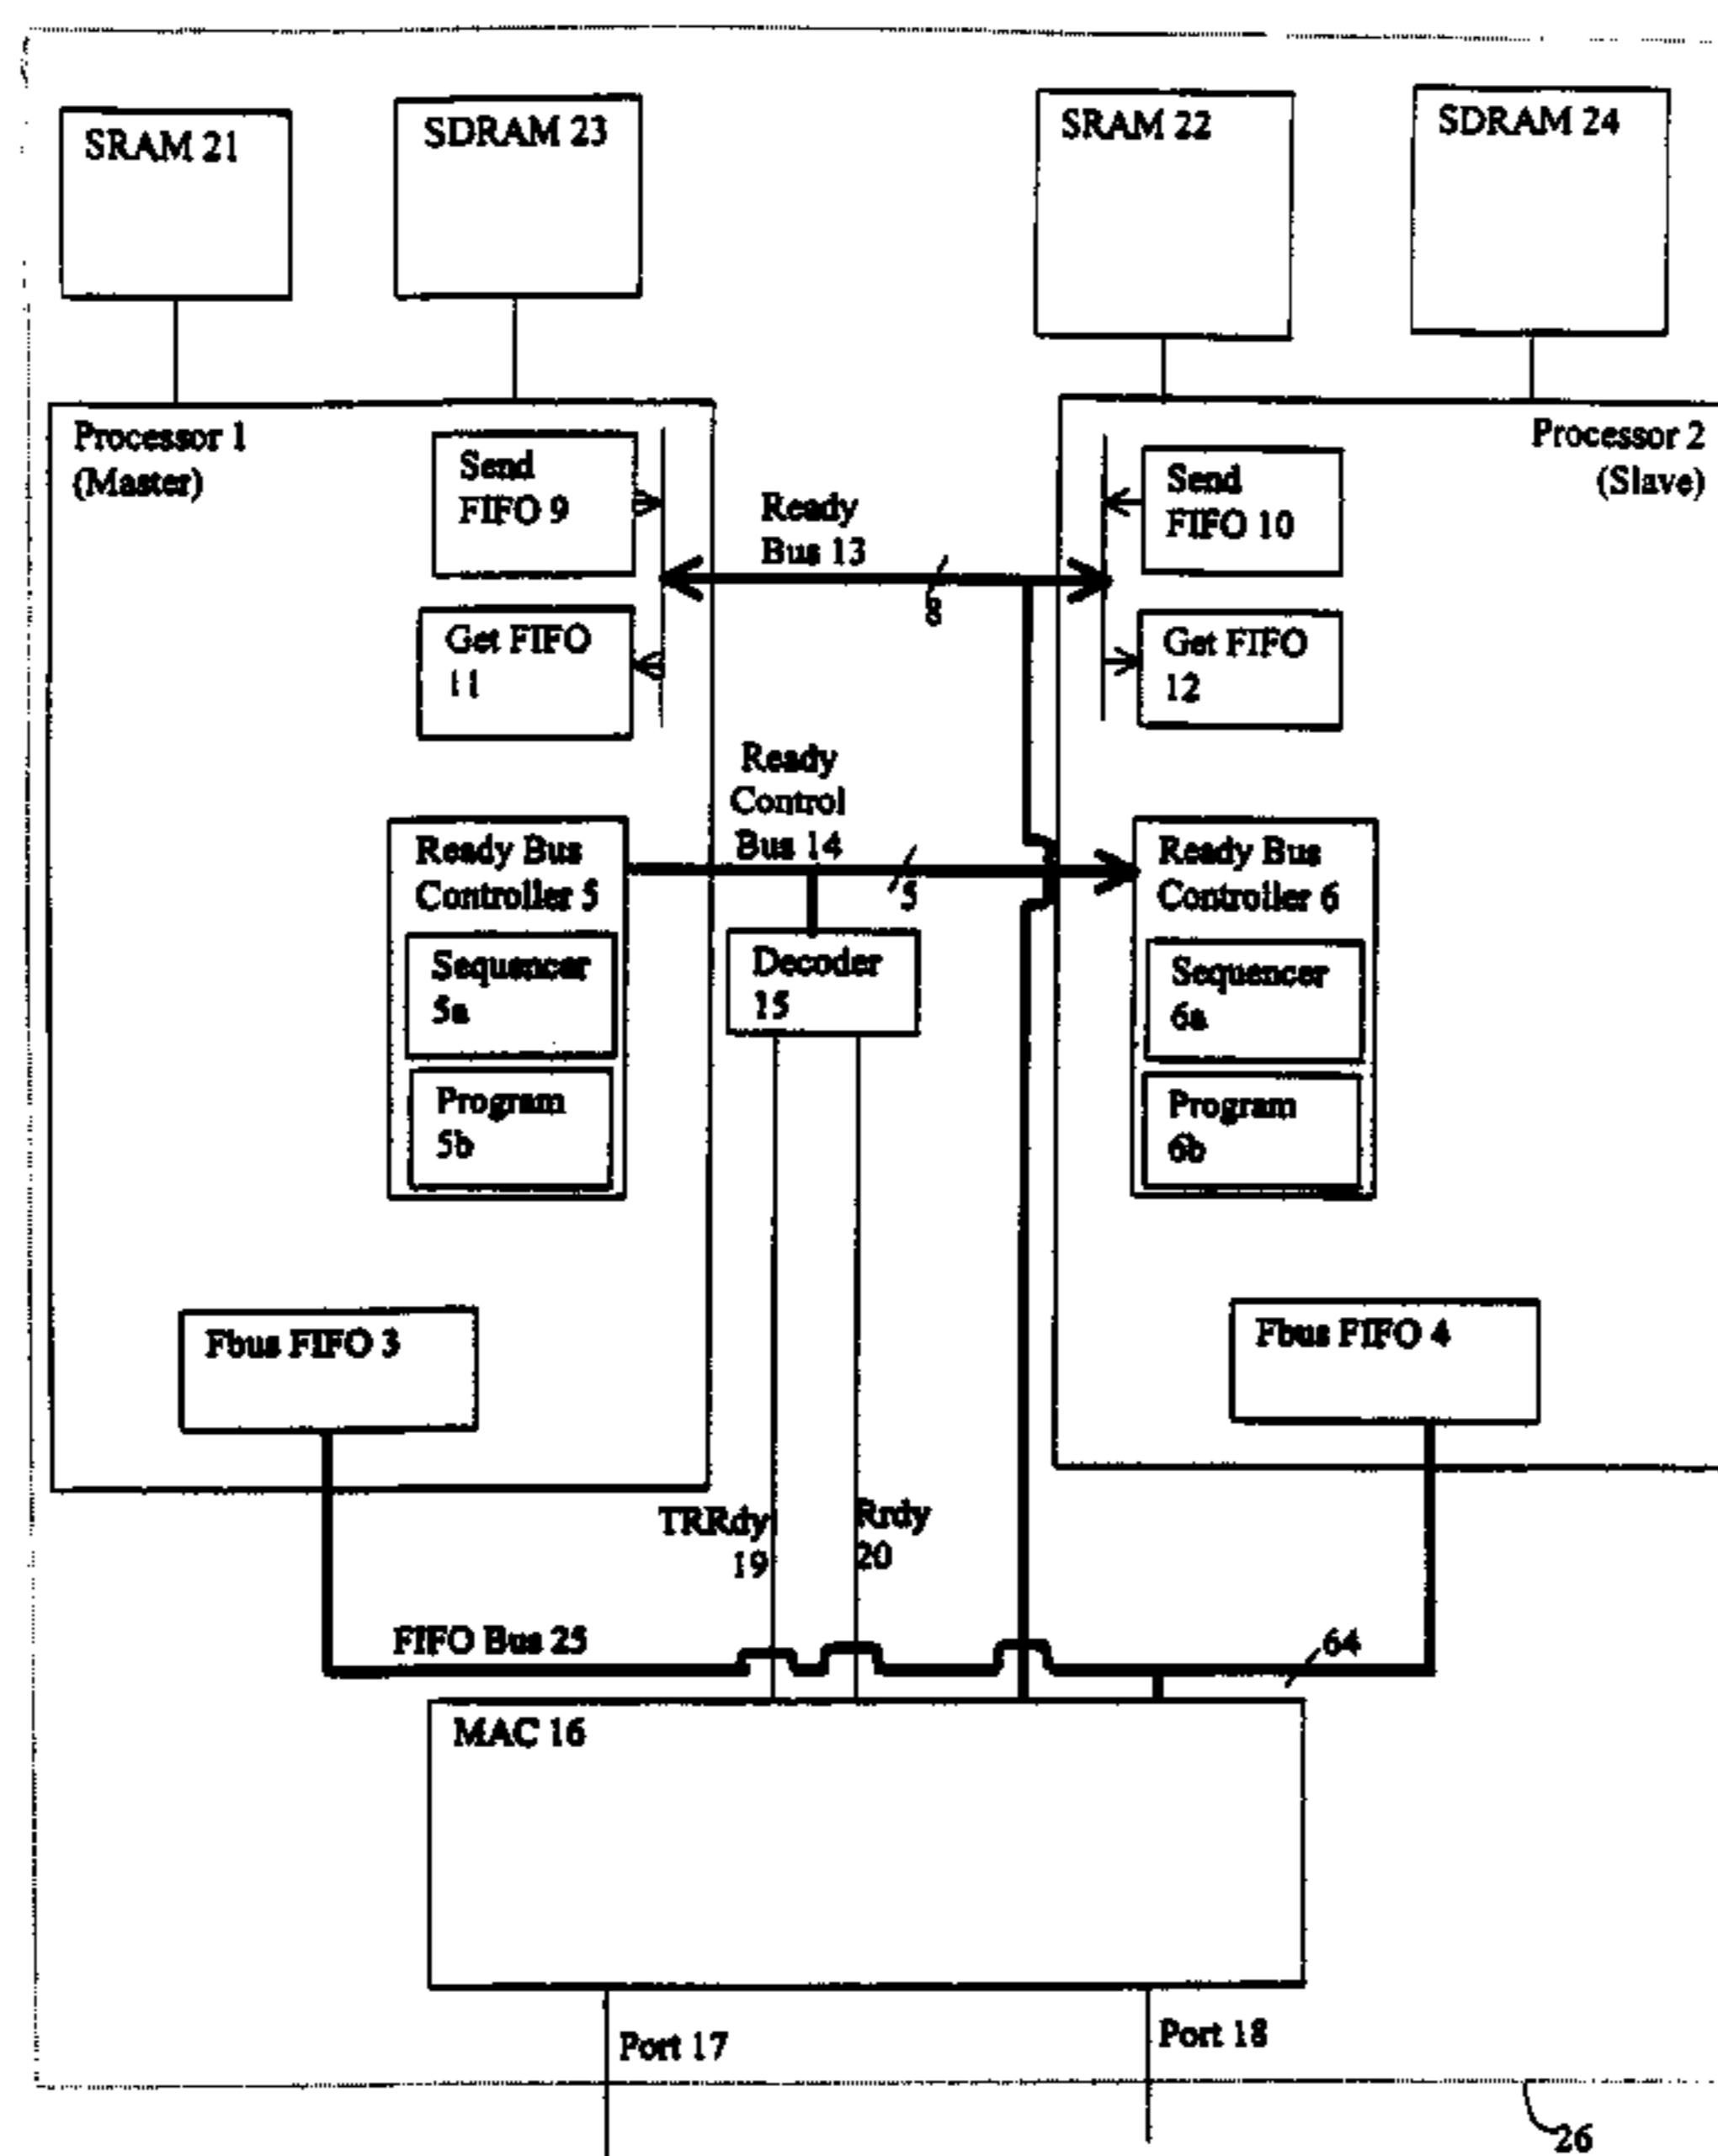 SRAM 21
SDRAM 23
SRAM 22
SDRAM 24
Processor 1
(Master)
Send
FIFO 9
Ready
Bus 13
8
Send
FIFO 10
Processor 2
(Slave)
Get FIFO
11
Get FIFO
12
Ready
Control
Bus 14
5
Ready Bus
Controller 5
Sequencer
5a
Program
5b
Decoder
15
Ready Bus
Controller 6
Sequencer
6a
Program
6b
Fbus FIFO 3
Fbus FIFO 4
TRRdy
19
Rrdy
20
FIFO Bus 25
64
MAC 16
Port 17
Port 18
26